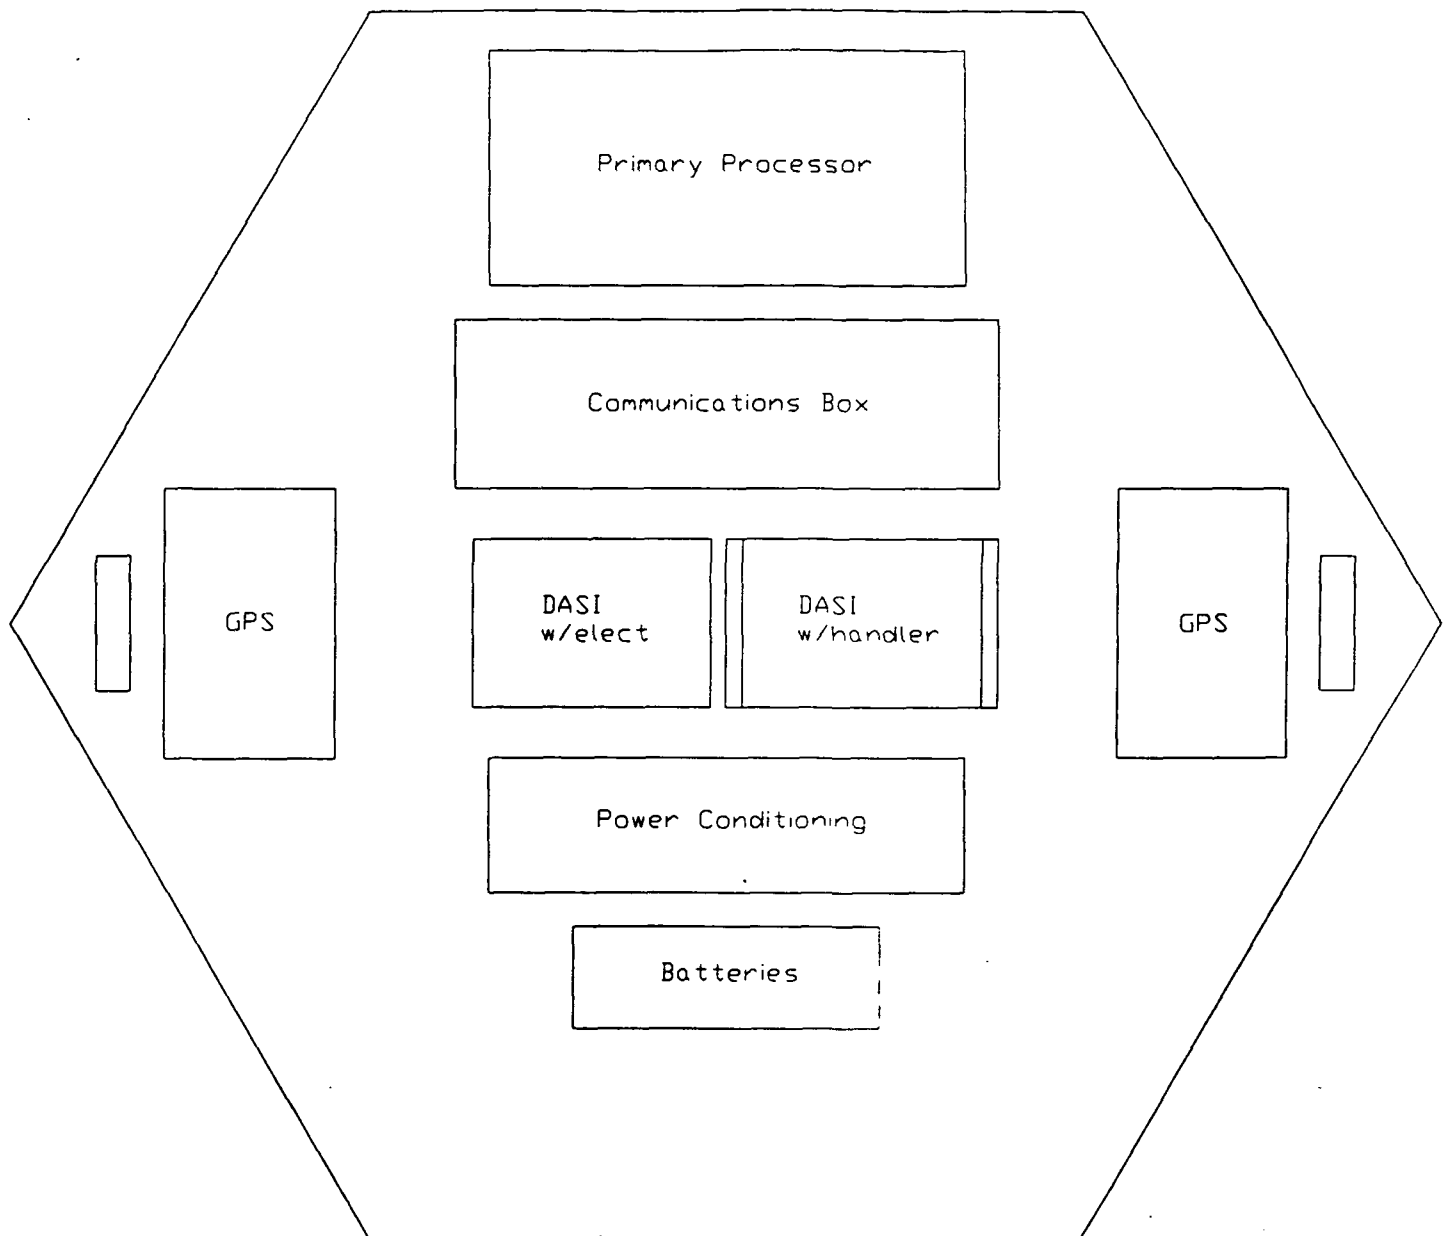 Primary Processor
Communications Box
GPS
DASI
w/elect
DASI
w/handler
GPS
Power Conditioning
Batteries